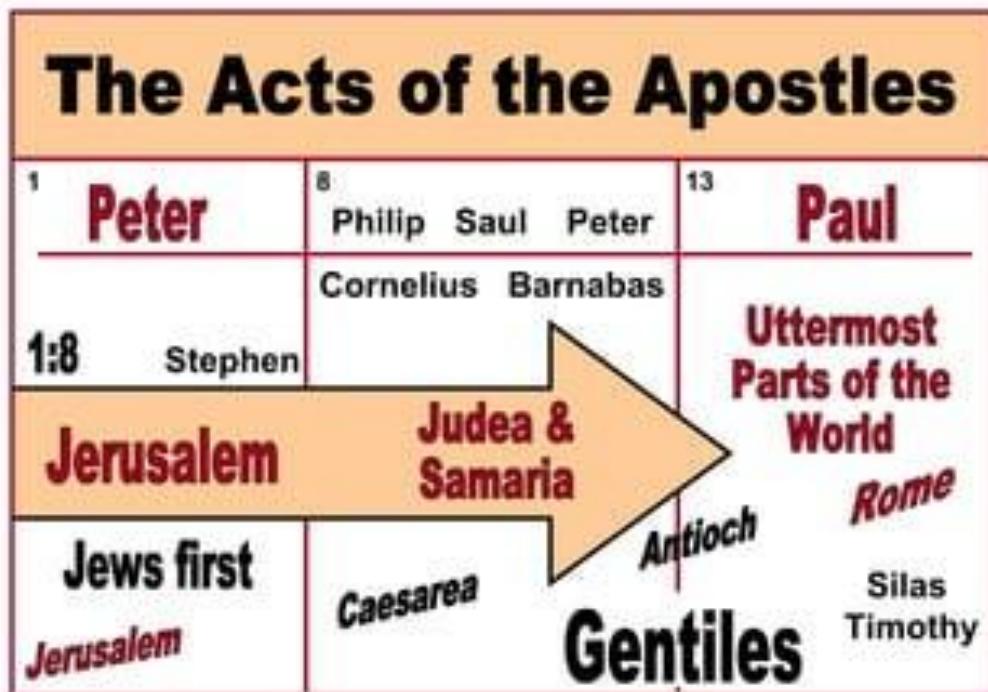 The Acts of the Apostles
1
Peter
8
Philip Saul Peter
13
Paul
Cornelius Barnabas
1:8
Stephen
Uttermost
Parts of the
World
Jerusalem
Judea &
Samaria
Rome
Antioch
Jews first
Caesarea
Silas
Timothy
Jerusalem
Gentiles